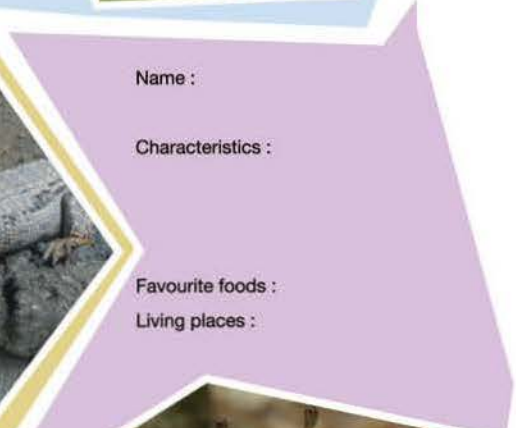 Name :
Characteristics :
Favourite foods :
Living places :